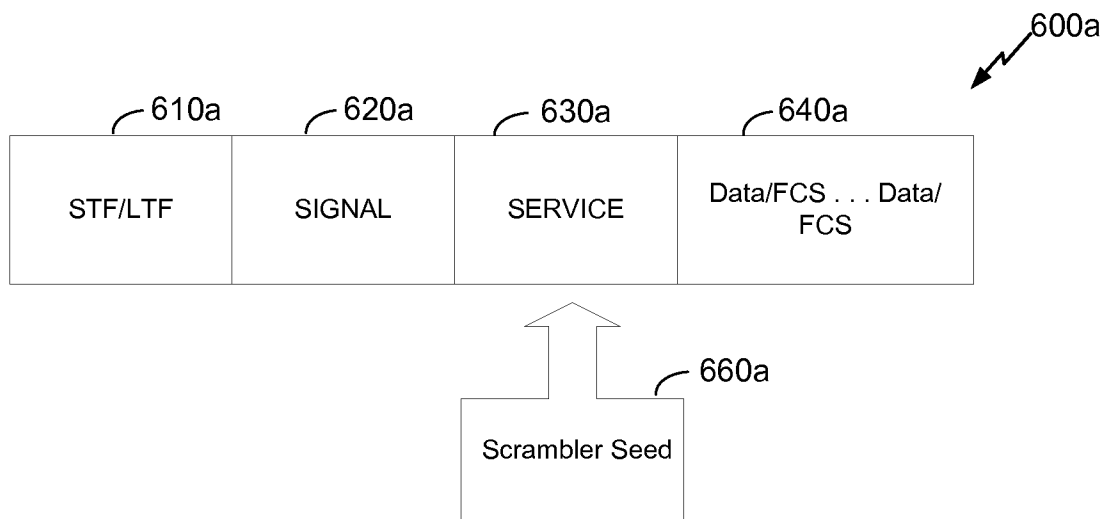 600a
610a
620a
630a
640a
STF/LTF
SIGNAL
SERVICE
Data/FCS . . . Data/
FCS
660a
Scrambler Seed